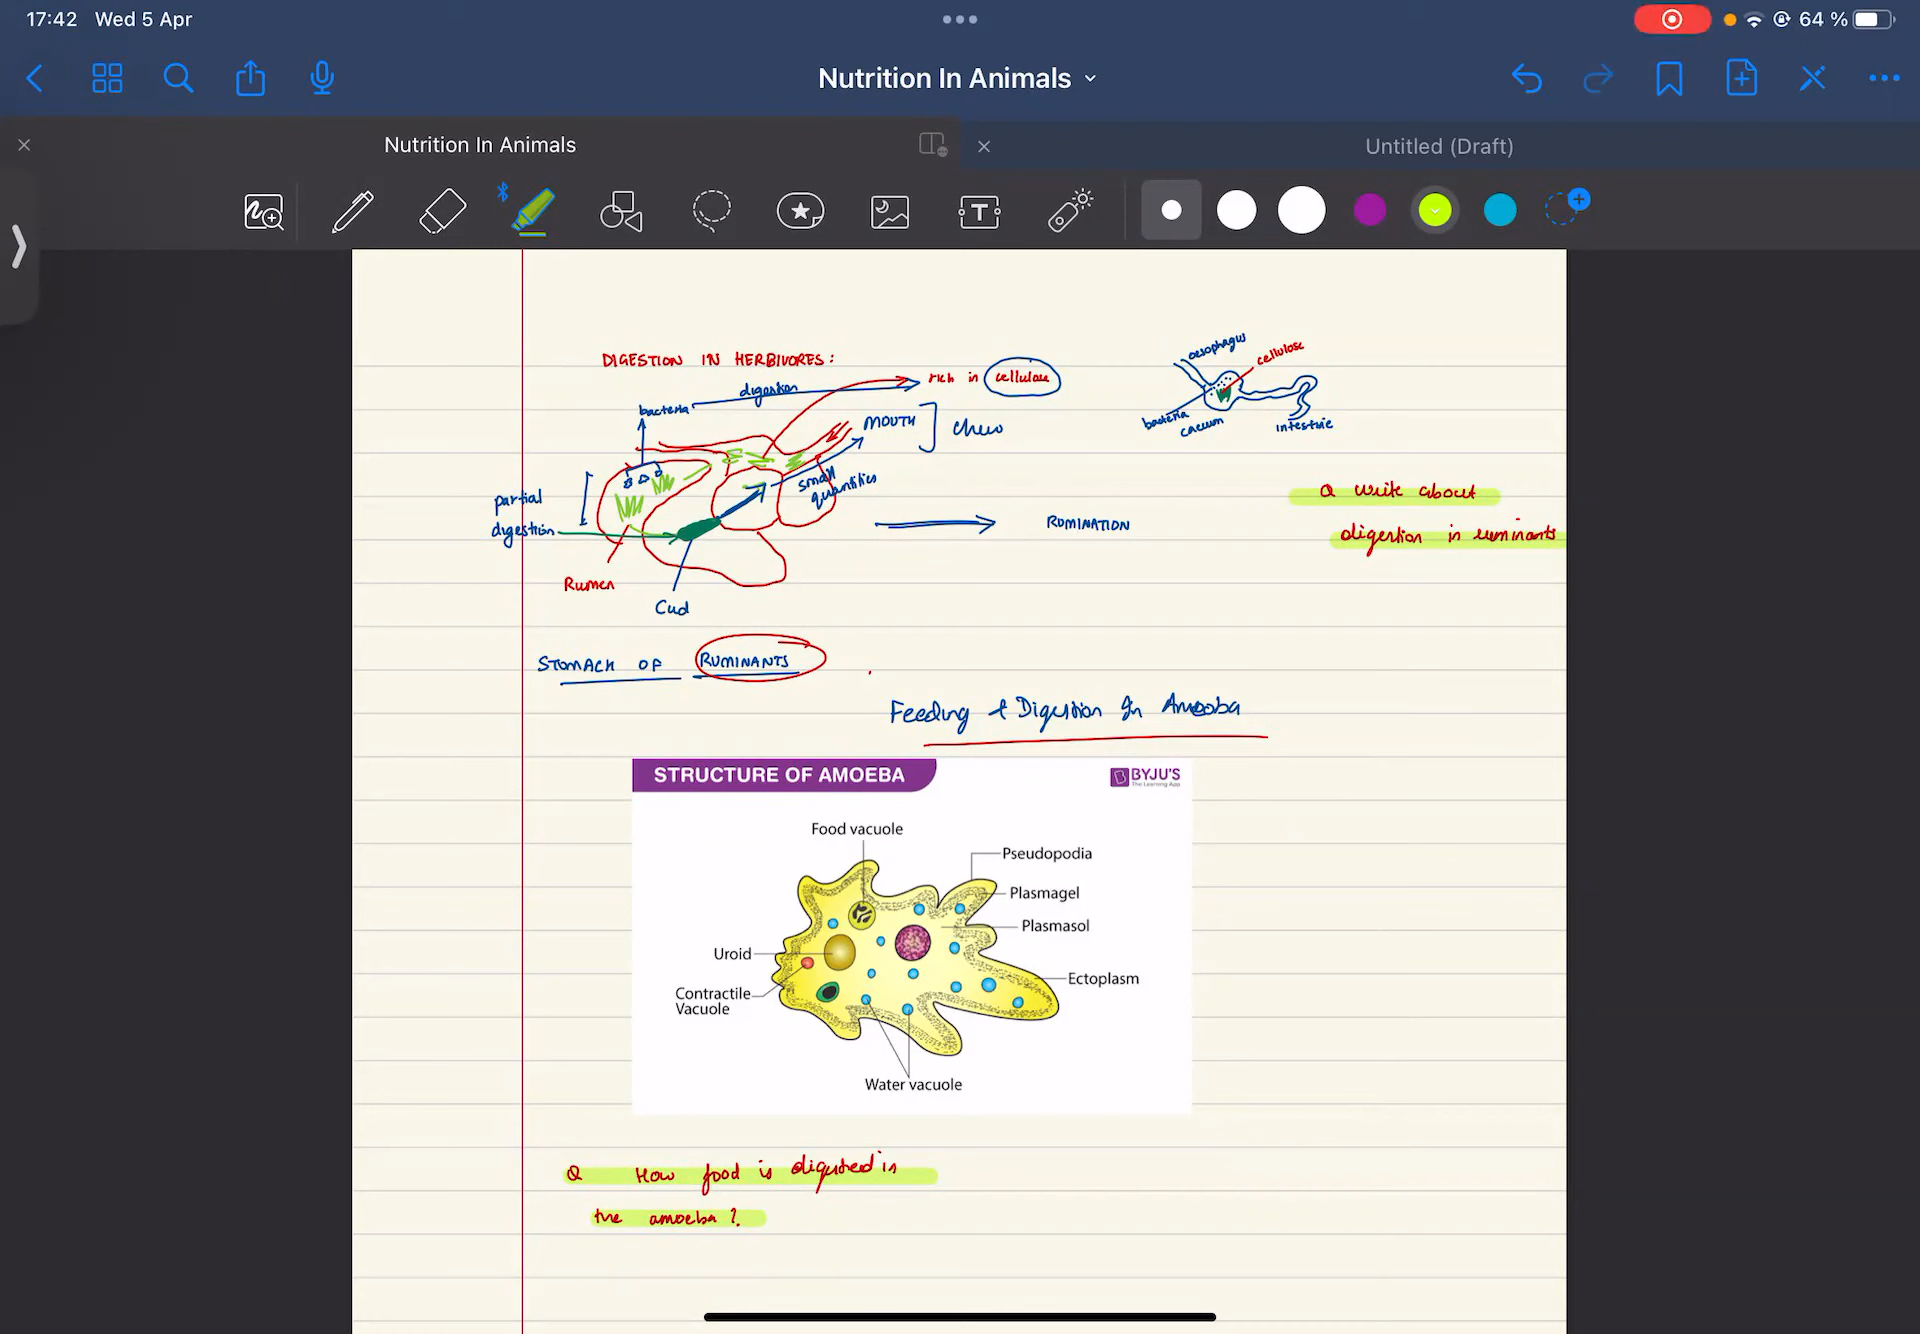 17:42 Wed 5 Apr
64 %
Nutrition In Animals
Nutrition In Animals
Untitled (Draft)
DIGESTION IN HERBIVORES:
digestion
bacteria
rich in cellulose
MOUTH
chew
small
quantities
partial
digestion
Rumen
Cud
RUMINATION
oesophagus
cellulose
bacteria
caecum
intestine
Q write about
digestion in ruminants
STOMACH OF RUMINANTS
Feeding & Digestion In Amoeba
STRUCTURE OF AMOEBA
BYJU'S
The Learning App
Food vacuole
Pseudopodia
Plasmagel
Plasmasol
Uroid
Ectoplasm
Contractile
Vacuole
Water vacuole
Q How food is digested in
the amoeba?